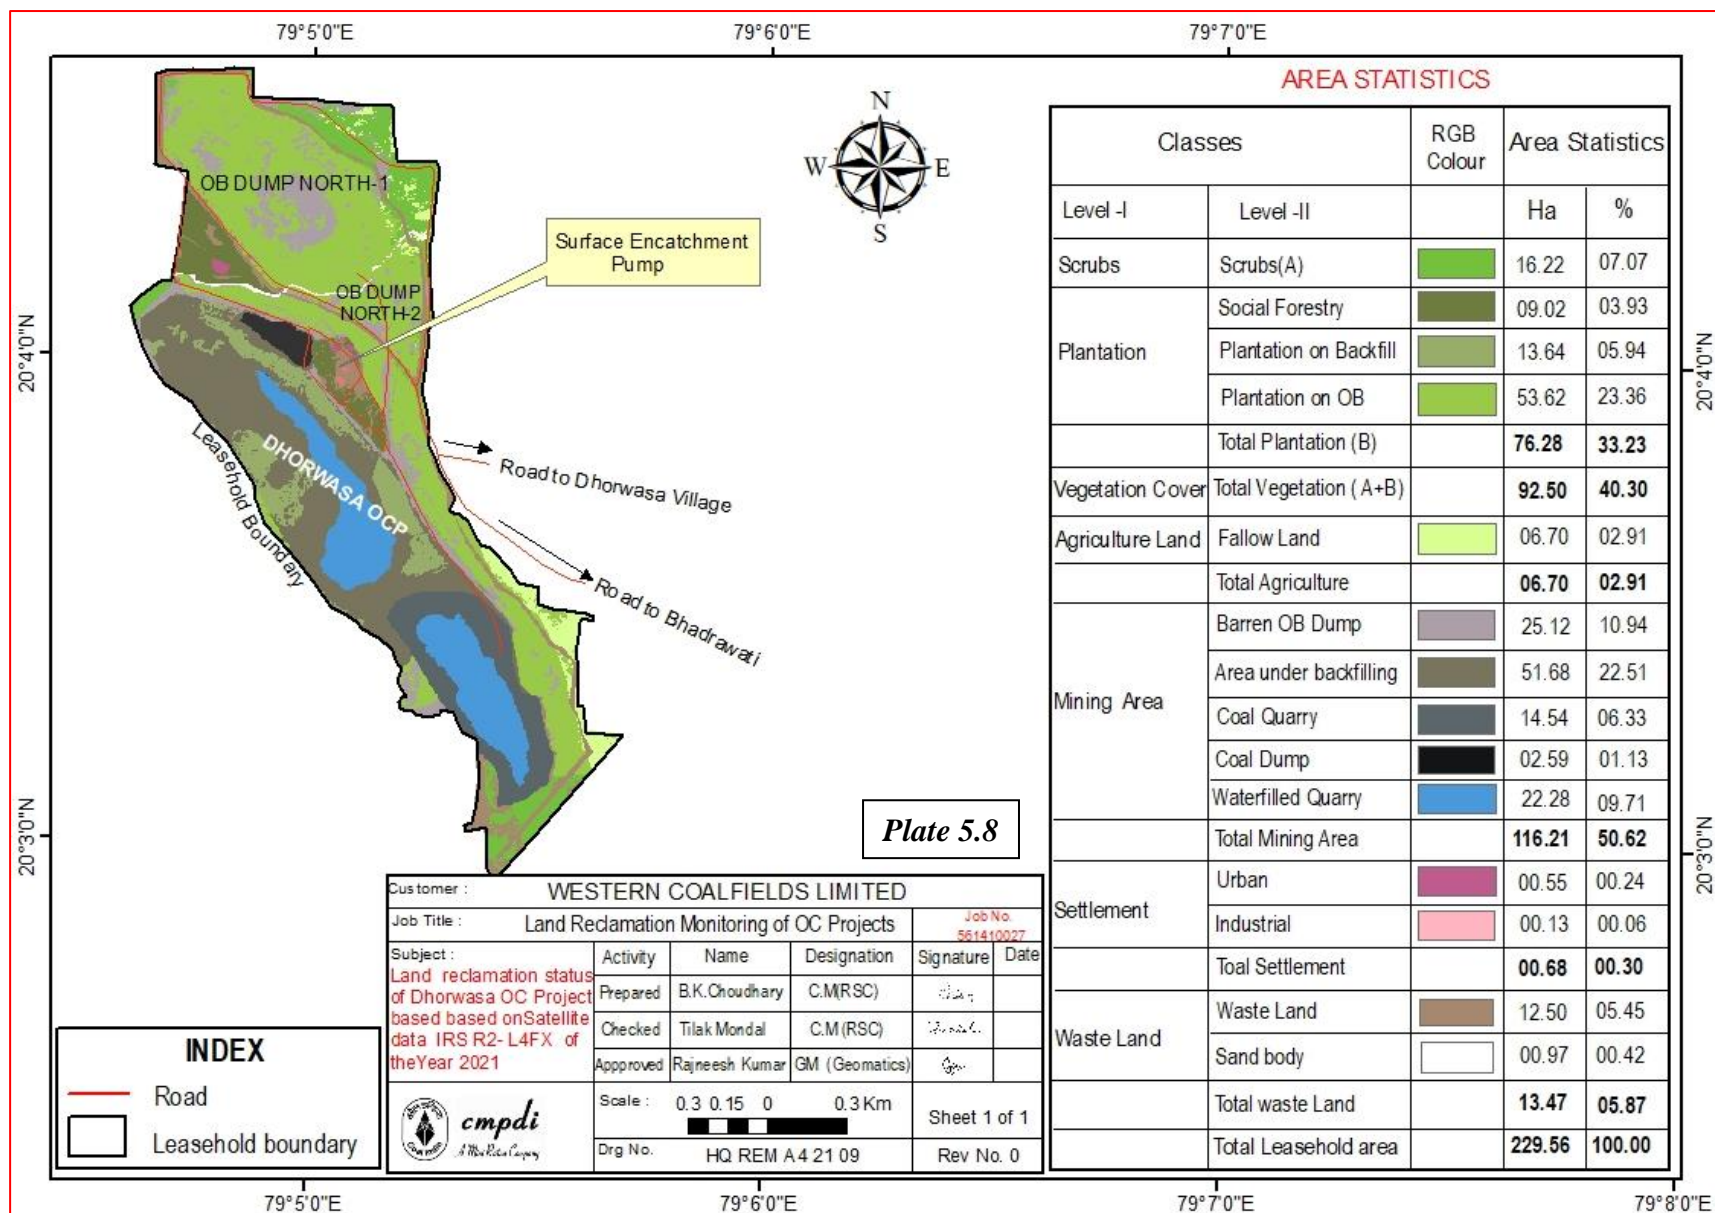 79°5'0"E
79°6'0"E
79°7'0"E
20°4'0"N
20°3'0"N
20°4'0"N
20°3'0"N
79°5'0"E
79°6'0"E
79°7'0"E
79°8'0"E
N
W
E
S
OB DUMP NORTH-1
Surface Encatchment
Pump
OB DUMP
NORTH-2
DHORWASA OCP
Leasehold Boundary
Road to Dhorwasa Village
Road to Bhadrawati
Plate 5.8
AREA STATISTICS
Classes RGB Colour Area Statistics
Level -I Level -II Ha %
Scrubs Scrubs(A) 16.22 07.07
Plantation
Social Forestry 09.02 03.93
Plantation on Backfill 13.64 05.94
Plantation on OB 53.62 23.36
Total Plantation (B) 76.28 33.23
Vegetation Cover Total Vegetation ( A+B) 92.50 40.30
Agriculture Land Fallow Land 06.70 02.91
Total Agriculture 06.70 02.91
Mining Area
Barren OB Dump 25.12 10.94
Area under backfilling 51.68 22.51
Coal Quarry 14.54 06.33
Coal Dump 02.59 01.13
Waterfilled Quarry 22.28 09.71
Total Mining Area 116.21 50.62
Settlement
Urban 00.55 00.24
Industrial 00.13 00.06
Toal Settlement 00.68 00.30
Waste Land
Waste Land 12.50 05.45
Sand body 00.97 00.42
Total waste Land 13.47 05.87
Total Leasehold area 229.56 100.00
Customer : WESTERN COALFIELDS LIMITED
Job Title : Land Reclamation Monitoring of OC Projects
Job No.
561410027
Subject :
Land reclamation status
of Dhorwasa OC Project
based based onSatellite
data IRS R2- L4FX of
theYear 2021
Activity Name Designation Signature Date
Prepared B.K.Choudhary C.M(RSC)
Checked Tilak Mondal C.M (RSC)
Appproved Rajneesh Kumar GM (Geomatics)
Scale : 0.3 0.15 0 0.3 Km
Sheet 1 of 1
Drg No. HQ REM A 4 21 09
Rev No. 0
cmpdi
A Mini Ratna Company
INDEX
Road
Leasehold boundary